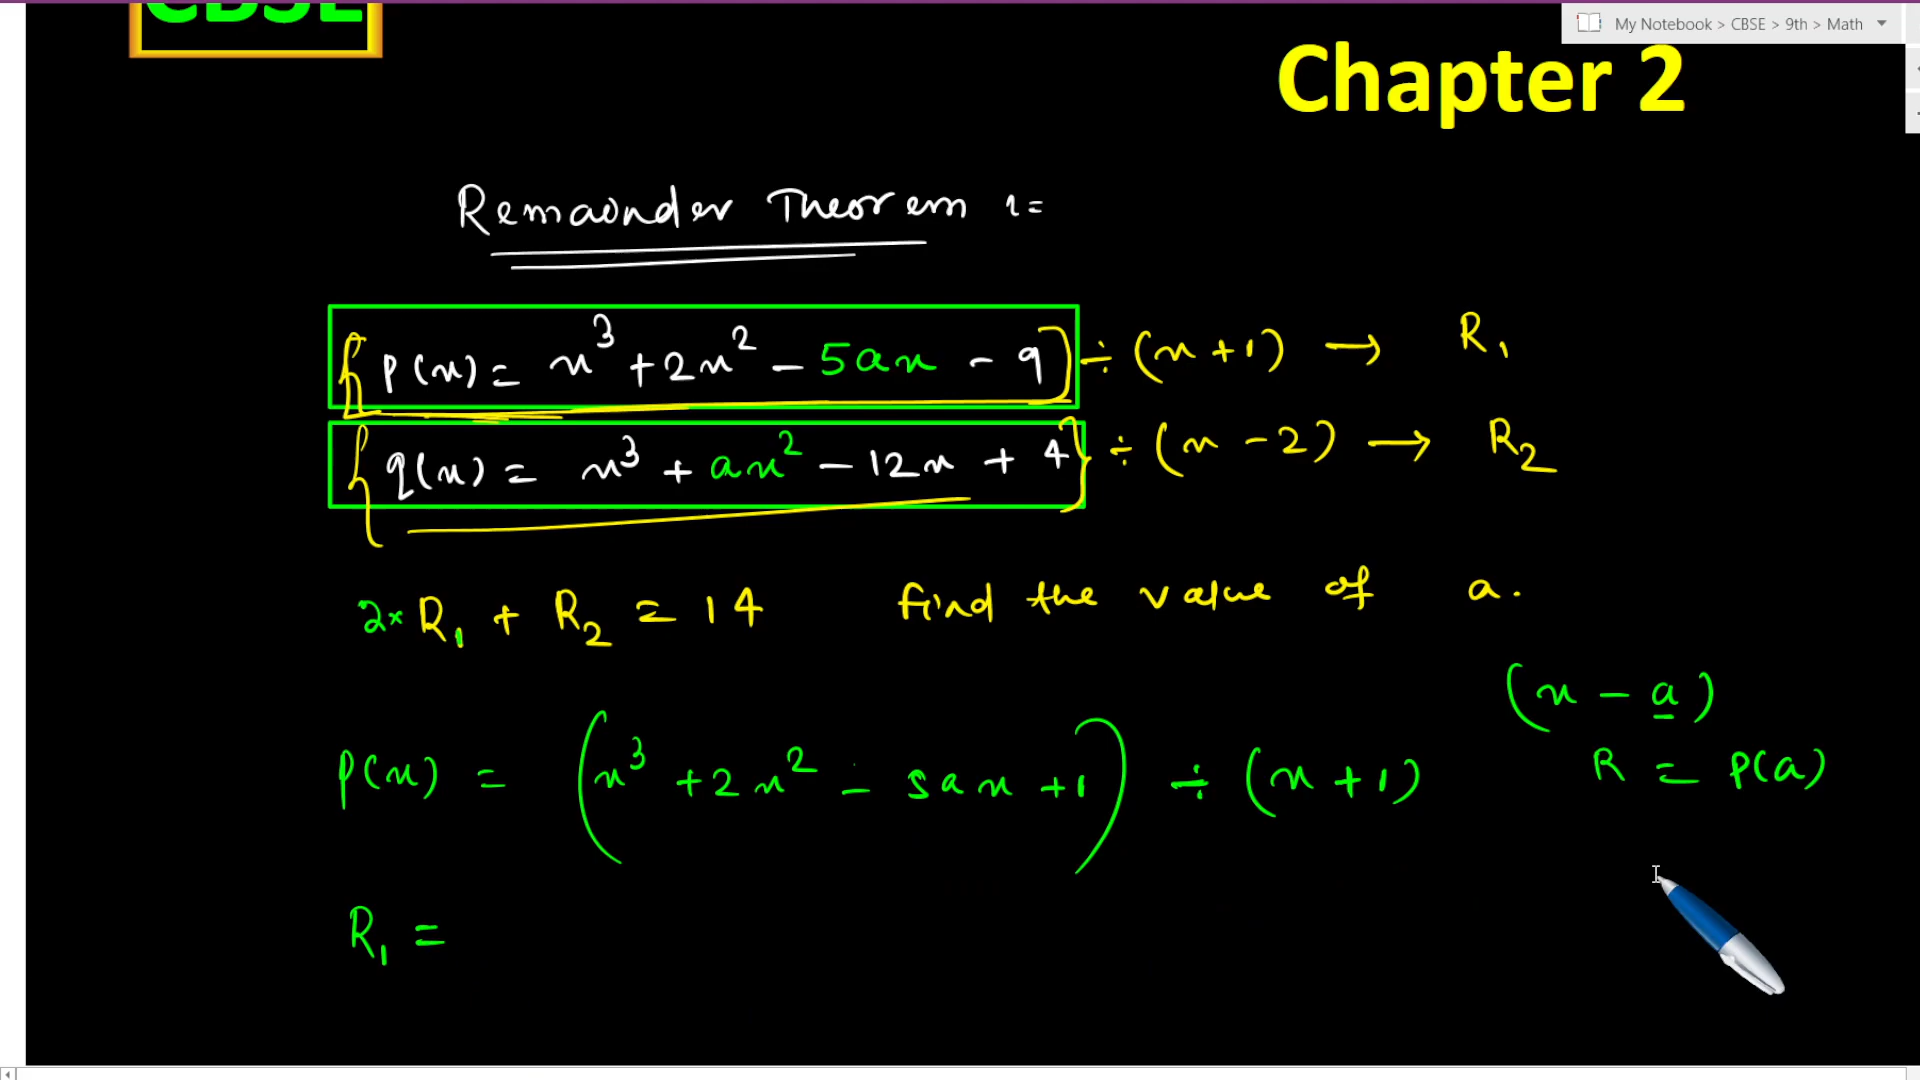 CBSE
My Notebook > CBSE > 9th > Math
Chapter 2
Remainder Theorem :=
{p(x) = x³ + 2x² - 5ax - 9} ÷ (x + 1) → R₁
{q(x) = x³ + ax² - 12x + 4} ÷ (x - 2) → R₂
2× R₁ + R₂ = 14 find the value of a.
(x - a)
P(x) = (x³ + 2x² - 5ax + 1) ÷ (x + 1)
R = P(a)
R₁ =